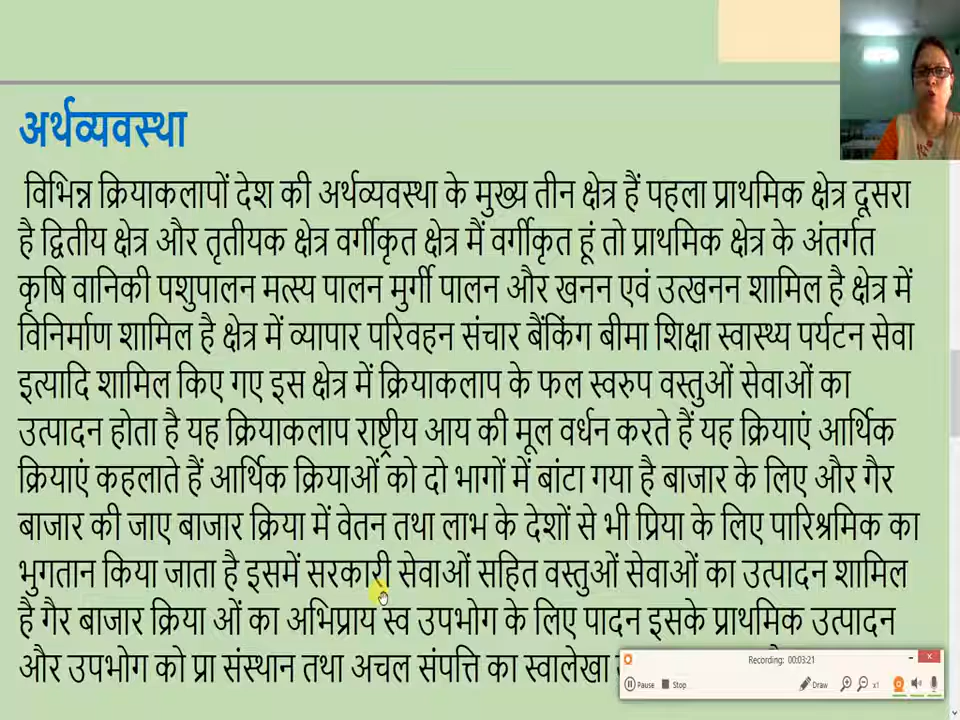 अर्थव्यवस्था
विभिन्न क्रियाकलापों देश की अर्थव्यवस्था के मुख्य तीन क्षेत्र हैं पहला प्राथमिक क्षेत्र दूसरा
है द्वितीय क्षेत्र और तृतीयक क्षेत्र वर्गीकृत क्षेत्र मैं वर्गीकृत हूं तो प्राथमिक क्षेत्र के अंतर्गत
कृषि वानिकी पशुपालन मत्स्य पालन मुर्गी पालन और खनन एवं उत्खनन शामिल है क्षेत्र में
विनिर्माण शामिल है क्षेत्र में व्यापार परिवहन संचार बैंकिंग बीमा शिक्षा स्वास्थ्य पर्यटन सेवा
इत्यादि शामिल किए गए इस क्षेत्र में क्रियाकलाप के फल स्वरुप वस्तुओं सेवाओं का
उत्पादन होता है यह क्रियाकलाप राष्ट्रीय आय की मूल वर्धन करते हैं यह क्रियाएं आर्थिक
क्रियाएं कहलाते हैं आर्थिक क्रियाओं को दो भागों में बांटा गया है बाजार के लिए और गैर
बाजार की जाए बाजार क्रिया में वेतन तथा लाभ के देशों से भी प्रिया के लिए पारिश्रमिक का
भुगतान किया जाता है इसमें सरकारी सेवाओं सहित वस्तुओं सेवाओं का उत्पादन शामिल
है गैर बाजार क्रिया ओं का अभिप्राय स्व उपभोग के लिए पादन इसके प्राथमिक उत्पादन
और उपभोग को प्रा संस्थान तथा अचल संपत्ति का स्वालेखा
Recording: 00:03:21
Pause Stop Draw x1